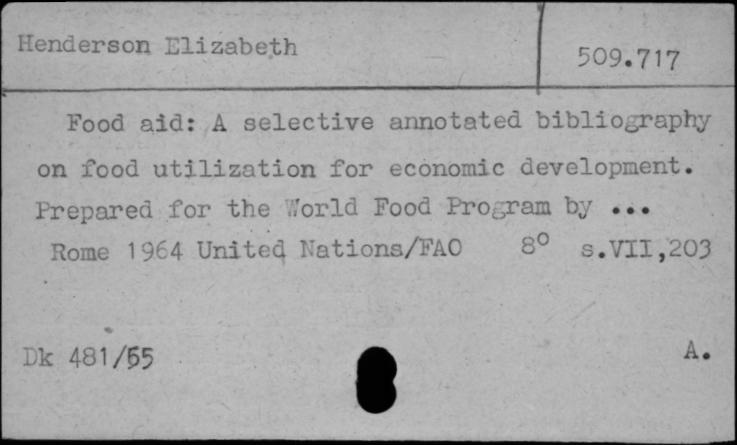 Henderson Elizabeth
509.717
Food aid: A selective annotated bibliography
on food utilization for economic development.
Prepared for the World Food Program by ...
Rome 1964 United Nations/FAO 8° s.VII,203
Dk 481/65
A.